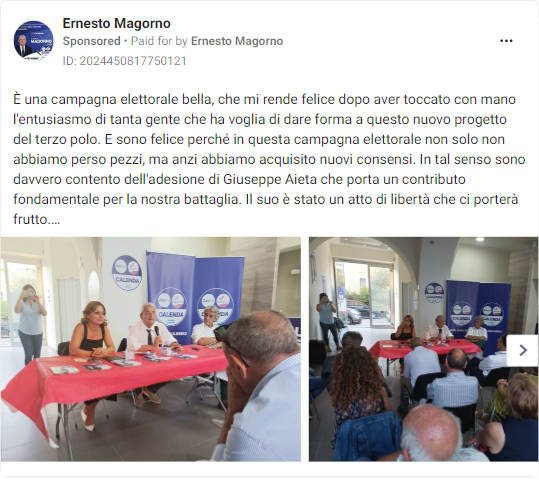 Ernesto Magorno
Sponsored • Paid for by Ernesto Magorno
ID: 2024450817750121
È una campagna elettorale bella, che mi rende felice dopo aver toccato con mano
l'entusiasmo di tanta gente che ha voglia di dare forma a questo nuovo progetto
del terzo polo. E sono felice perché in questa campagna elettorale non solo non
abbiamo perso pezzi, ma anzi abbiamo acquisito nuovi consensi. In tal senso sono
davvero contento dell'adesione di Giuseppe Aieta che porta un contributo
fondamentale per la nostra battaglia. Il suo è stato un atto di libertà che ci porterà
frutto....
CALENDA
CALENDA
CALENDA
CALENDA
CALENDA